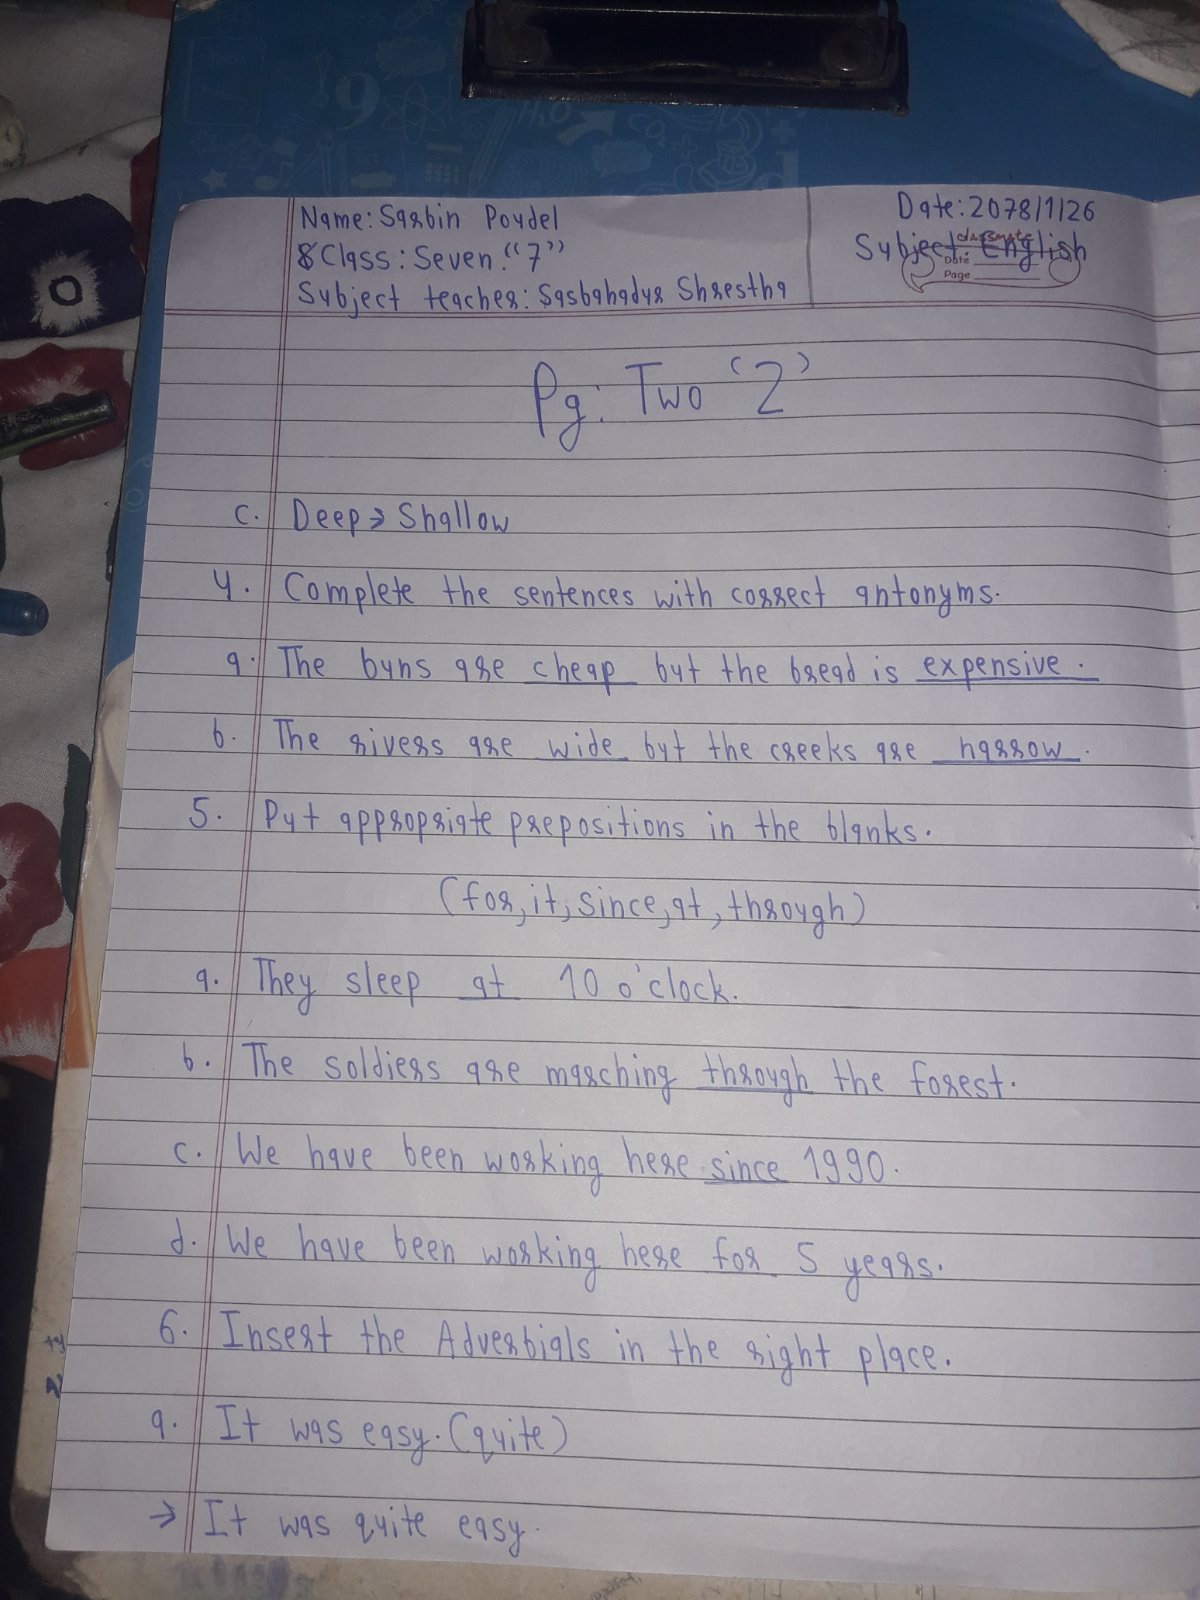 Name: Sarbin Poudel
Date: 2078/1/26
& Class: Seven "7"
Subject: English
classmate
Date
Page
Subject teacher: Sasbahadur Shrestha
Pg: Two '2'
c. Deep → Shallow
4. Complete the sentences with correct antonyms.
a. The buns are cheap but the bread is expensive.
b. The rivers are wide but the creeks are narrow.
5. Put appropriate prepositions in the blanks.
(for, it, since, at, through)
a. They sleep at 10 o'clock.
b. The soldiers are marching through the forest.
c. We have been working here since 1990.
d. We have been working here for 5 years.
6. Insert the Adverbials in the right place.
a. It was easy. (quite)
→ It was quite easy.